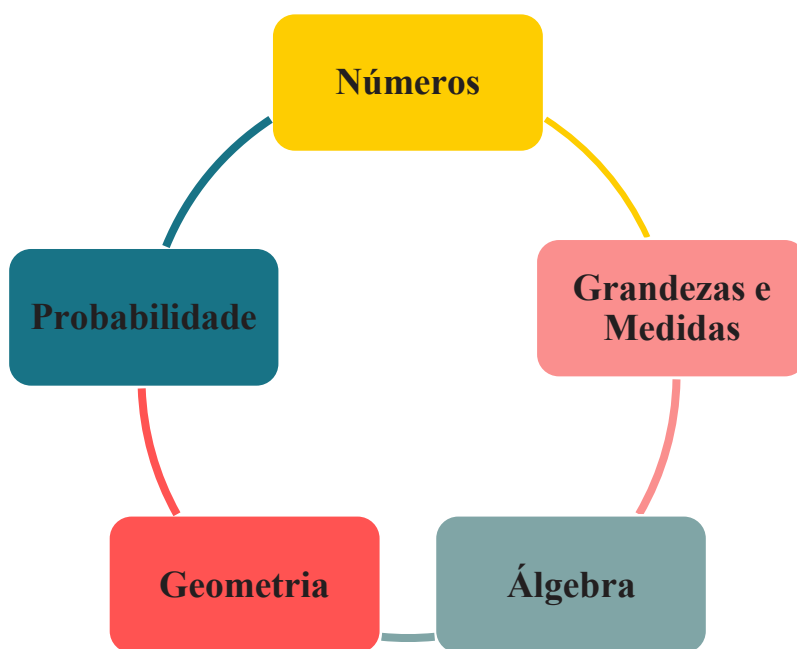 Números
Probabilidade
Grandezas e
Medidas
Geometria
Álgebra